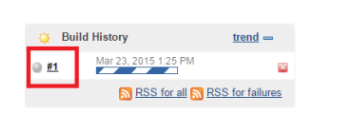 Build History trend
#1 Mar 23, 2015 1:25 PM
RSS for all RSS for failures